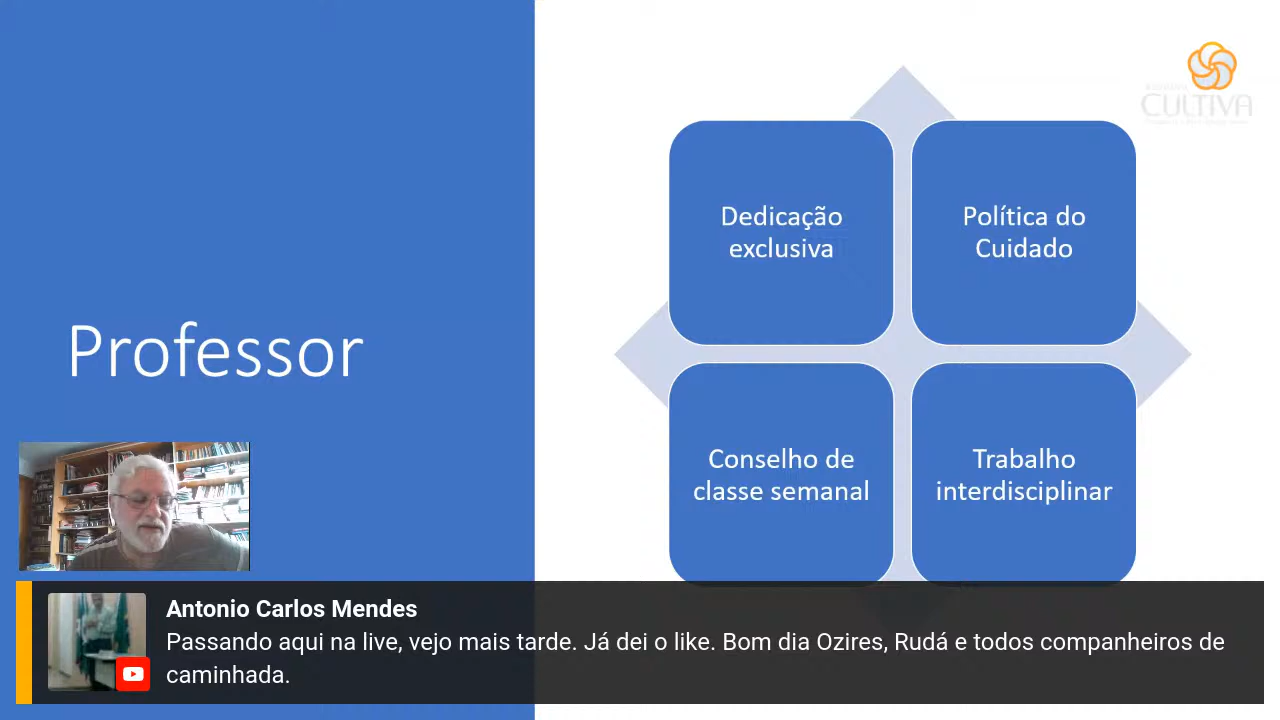 CULTIVA
Dedicação
exclusiva
Política do
Cuidado
Professor
Conselho de
classe semanal
Trabalho
interdisciplinar
Antonio Carlos Mendes
Passando aqui na live, vejo mais tarde. Já dei o like. Bom dia Ozires, Rudá e todos companheiros de
caminhada.